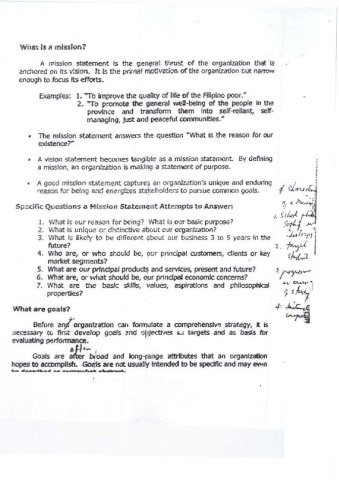 What is a mission?
A mission statement is the general thrust of the organization that is
anchored on its vision. It is the primal motivation of the organization but narrow
enough to focus its efforts.
Examples: 1. "To improve the quality of life of the Filipino poor."
2. "To promote the general well-being of the people in the
province and transform them into self-reliant, self-
managing, just and peaceful communities."
• The mission statement answers the question "What is the reason for our
existence?"
• A vision statement becomes tangible as a mission statement. By defining
a mission, an organization is making a statement of purpose.
• A good mission statement captures an organization's unique and enduring
reason for being and energizes stakeholders to pursue common goals.
Specific Questions a Mission Statement Attempts to Answer:
1. What is our reason for being? What is our basic purpose?
2. What is unique or distinctive about our organization?
3. What is likely to be different about our business 3 to 5 years in the
future?
4. Who are, or who should be, our principal customers, clients or key
market segments?
5. What are our principal products and services, present and future?
6. What are, or what should be, our principal economic concerns?
7. What are the basic skills, values, aspirations and philosophical
properties?
1. School
2. target
3. programs
of study
4.
What are goals?
Before and organization can formulate a comprehensive strategy, it is
necessary to first develop goals and objectives as targets and as basis for
evaluating performance.
often
Goals are after broad and long-range attributes that an organization
hopes to accomplish. Goals are not usually intended to be specific and may even
be described as somewhat abstract.